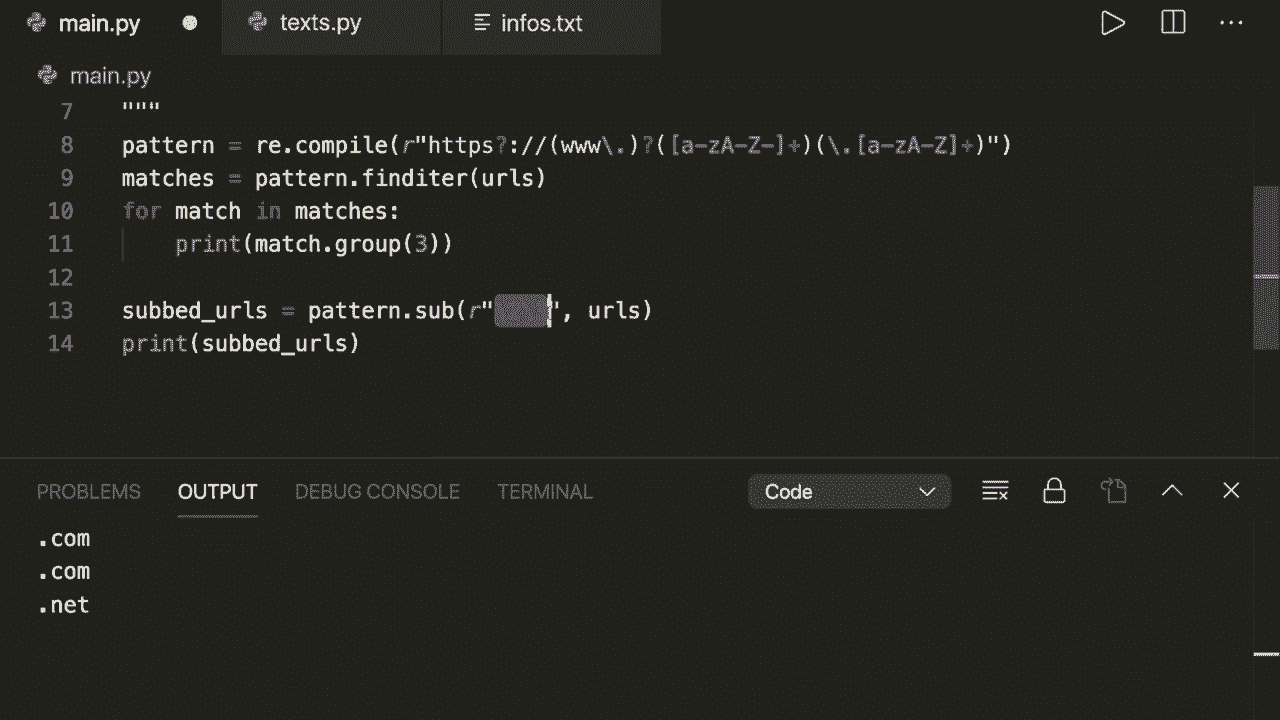 main.py
texts.py
infos.txt
main.py
7 """
8 pattern = re.compile(r"https?://(www\.)?([a-zA-Z-]+)(\.[a-zA-Z]+)")
9 matches = pattern.finditer(urls)
10 for match in matches:
11 print(match.group(3))
12
13 subbed_urls = pattern.sub(r"", urls)
14 print(subbed_urls)
PROBLEMS OUTPUT DEBUG CONSOLE TERMINAL Code
.com
.com
.net